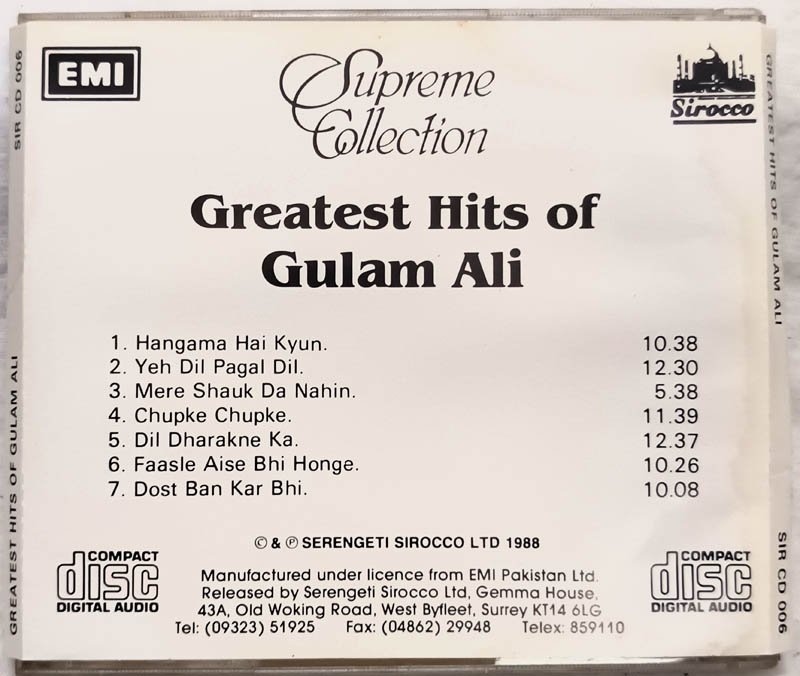 EMI
Supreme
Collection
Sirocco
Greatest Hits of
Gulam Ali
1. Hangama Hai Kyun. 10.38
2. Yeh Dil Pagal Dil. 12.30
3. Mere Shauk Da Nahin. 5.38
4. Chupke Chupke. 11.39
5. Dil Dharakne Ka. 12.37
6. Faasle Aise Bhi Honge. 10.26
7. Dost Ban Kar Bhi. 10.08
© & ℗ SERENGETI SIROCCO LTD 1988
COMPACT
disc
DIGITAL AUDIO
Manufactured under licence from EMI Pakistan Ltd.
Released by Serengeti Sirocco Ltd, Gemma House,
43A, Old Woking Road, West Byfleet, Surrey KT14 6LG
Tel: (09323) 51925 Fax: (04862) 29948 Telex: 859110
COMPACT
disc
DIGITAL AUDIO
GREATEST HITS OF GULAM ALI SIR CD 006
GREATEST HITS OF GULAM ALI SIR CD 006